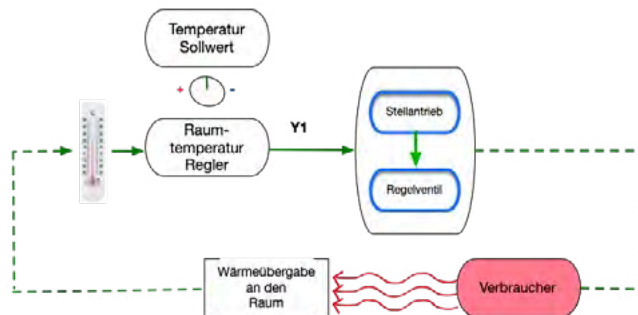 Temperatur
Sollwert
+
-
Raum-
temperatur
Regler
Y1
Stellantrieb
Regelventil
Wärmeübergabe
an den
Raum
Verbraucher